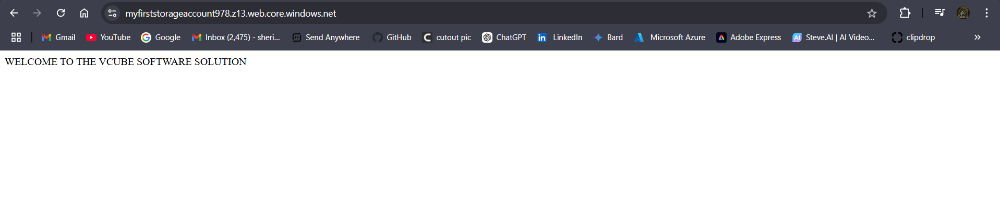 myfirststorageaccount978.z13.web.core.windows.net
Gmail YouTube Google Inbox (2,475) - sheri... Send Anywhere GitHub cutout pic ChatGPT LinkedIn Bard Microsoft Azure Adobe Express AI Steve.AI | AI Video... clipdrop »
WELCOME TO THE VCUBE SOFTWARE SOLUTION